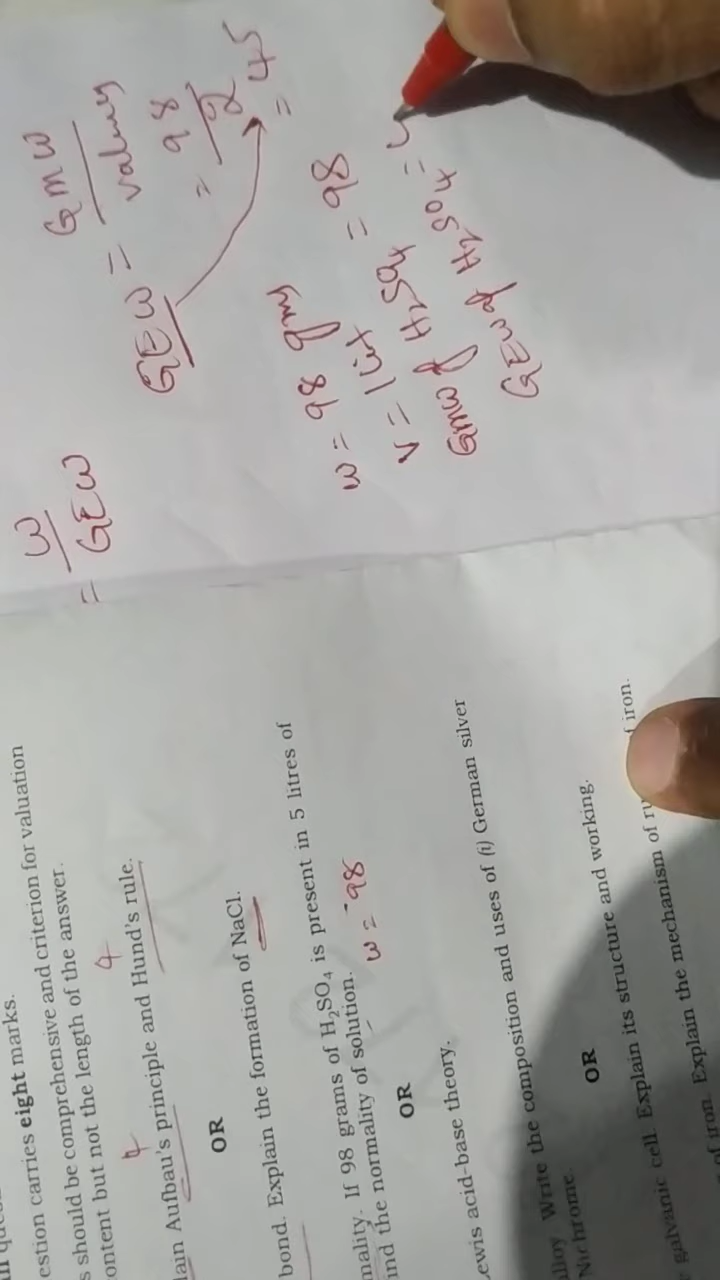 = W
GEW
GEW = GMW
valency
= 98
2
= 45
w = 98 gms
V = 1 lit
GMW of H2SO4 = 98
GEW of H2SO4 =
estion carries eight marks.
s should be comprehensive and criterion for valuation
ontent but not the length of the answer.
4
4
lain Aufbau's principle and Hund's rule.
OR
bond. Explain the formation of NaCl.
mality. If 98 grams of H₂SO₄ is present in 5 litres of
ind the normality of solution.
w = 98
OR
ewis acid-base theory.
lloy Write the composition and uses of (i) German silver
Nichrome.
OR
galvanic cell. Explain its structure and working.
of iron. Explain the mechanism of iron.